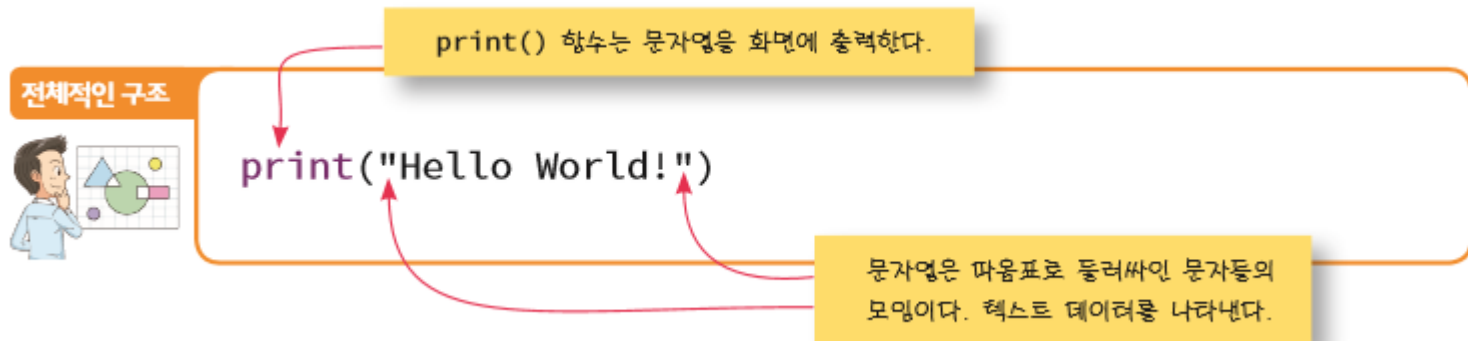 print() 함수는 문자열을 화면에 출력한다.
전체적인 구조
print("Hello World!")
문자열은 따옴표로 둘러싸인 문자들의
모임이다. 텍스트 데이터를 나타낸다.